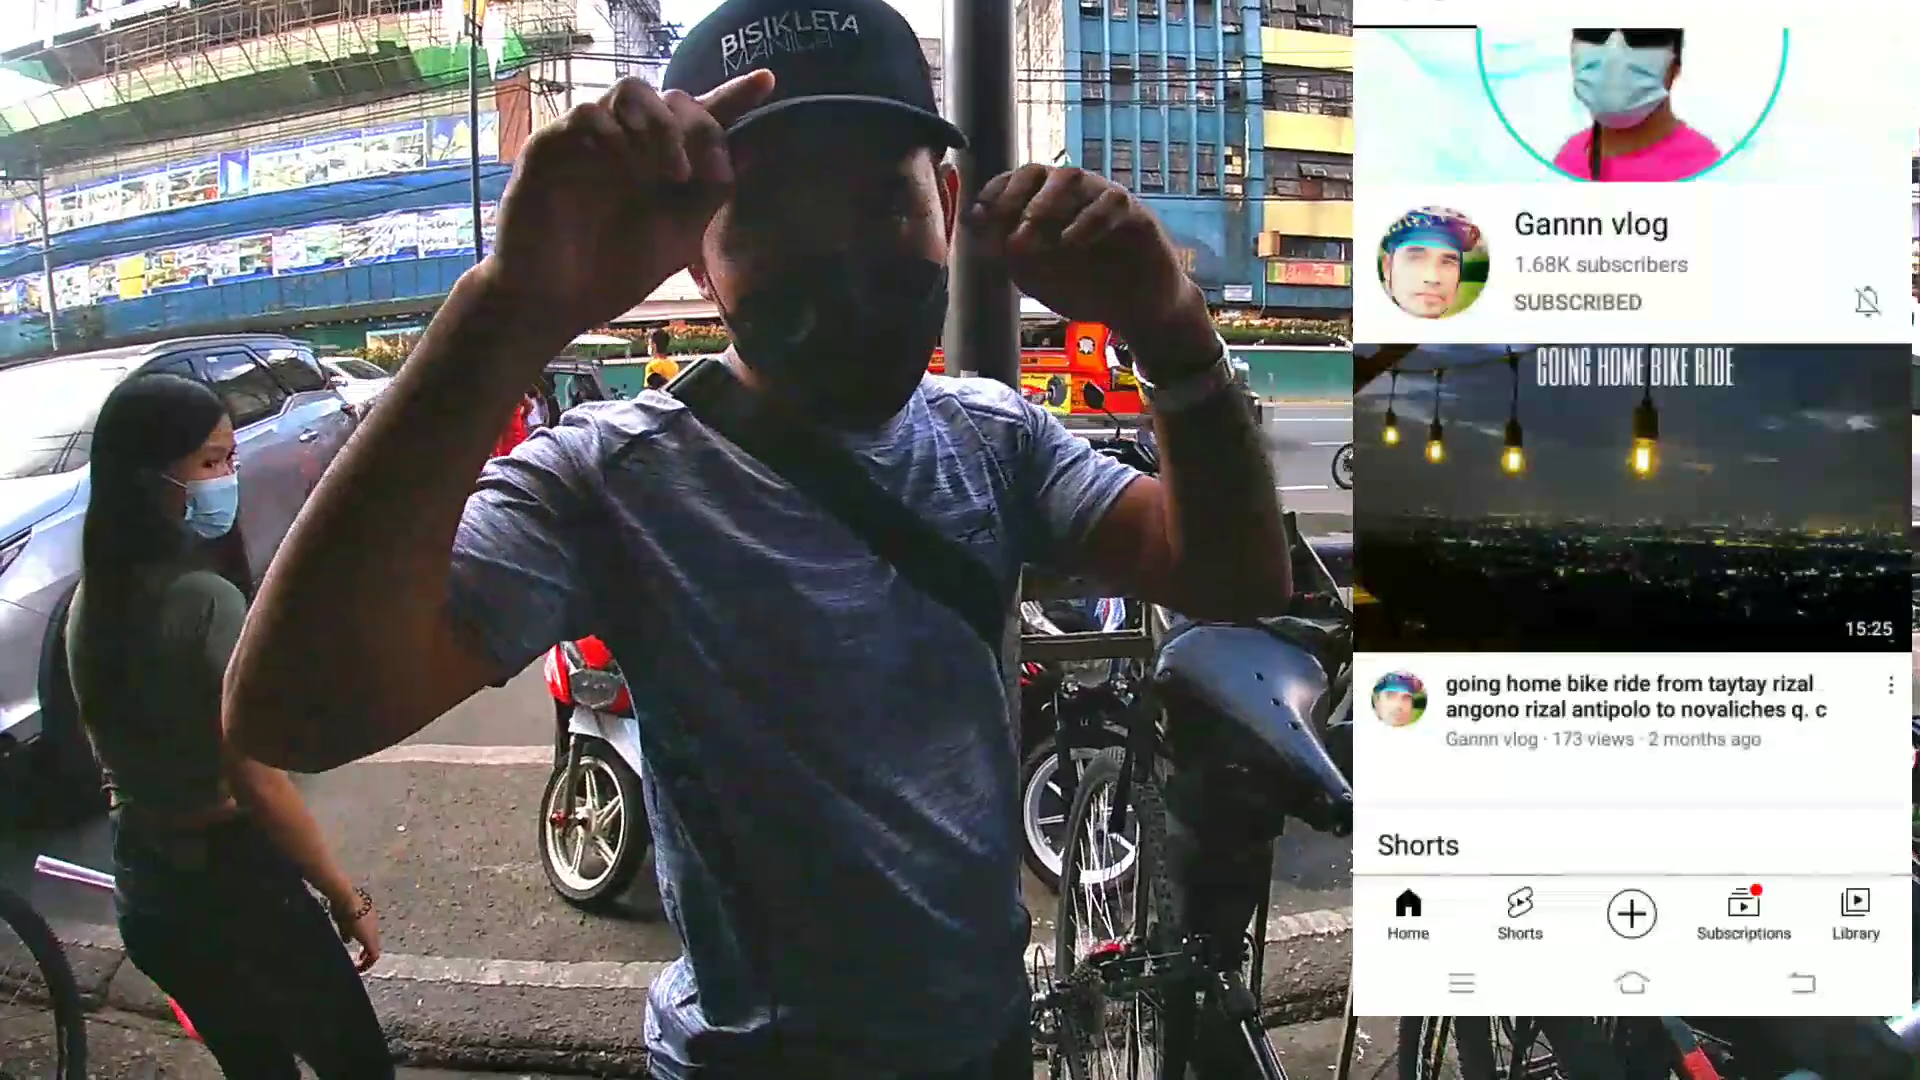 BISIKLETA
MANILA
Gannn vlog
1.68K subscribers
SUBSCRIBED
GOING HOME BIKE RIDE
15:25
going home bike ride from taytay rizal
angono rizal antipolo to novaliches q. c
Gannn vlog · 173 views · 2 months ago
Shorts
Home
Shorts
Subscriptions
Library